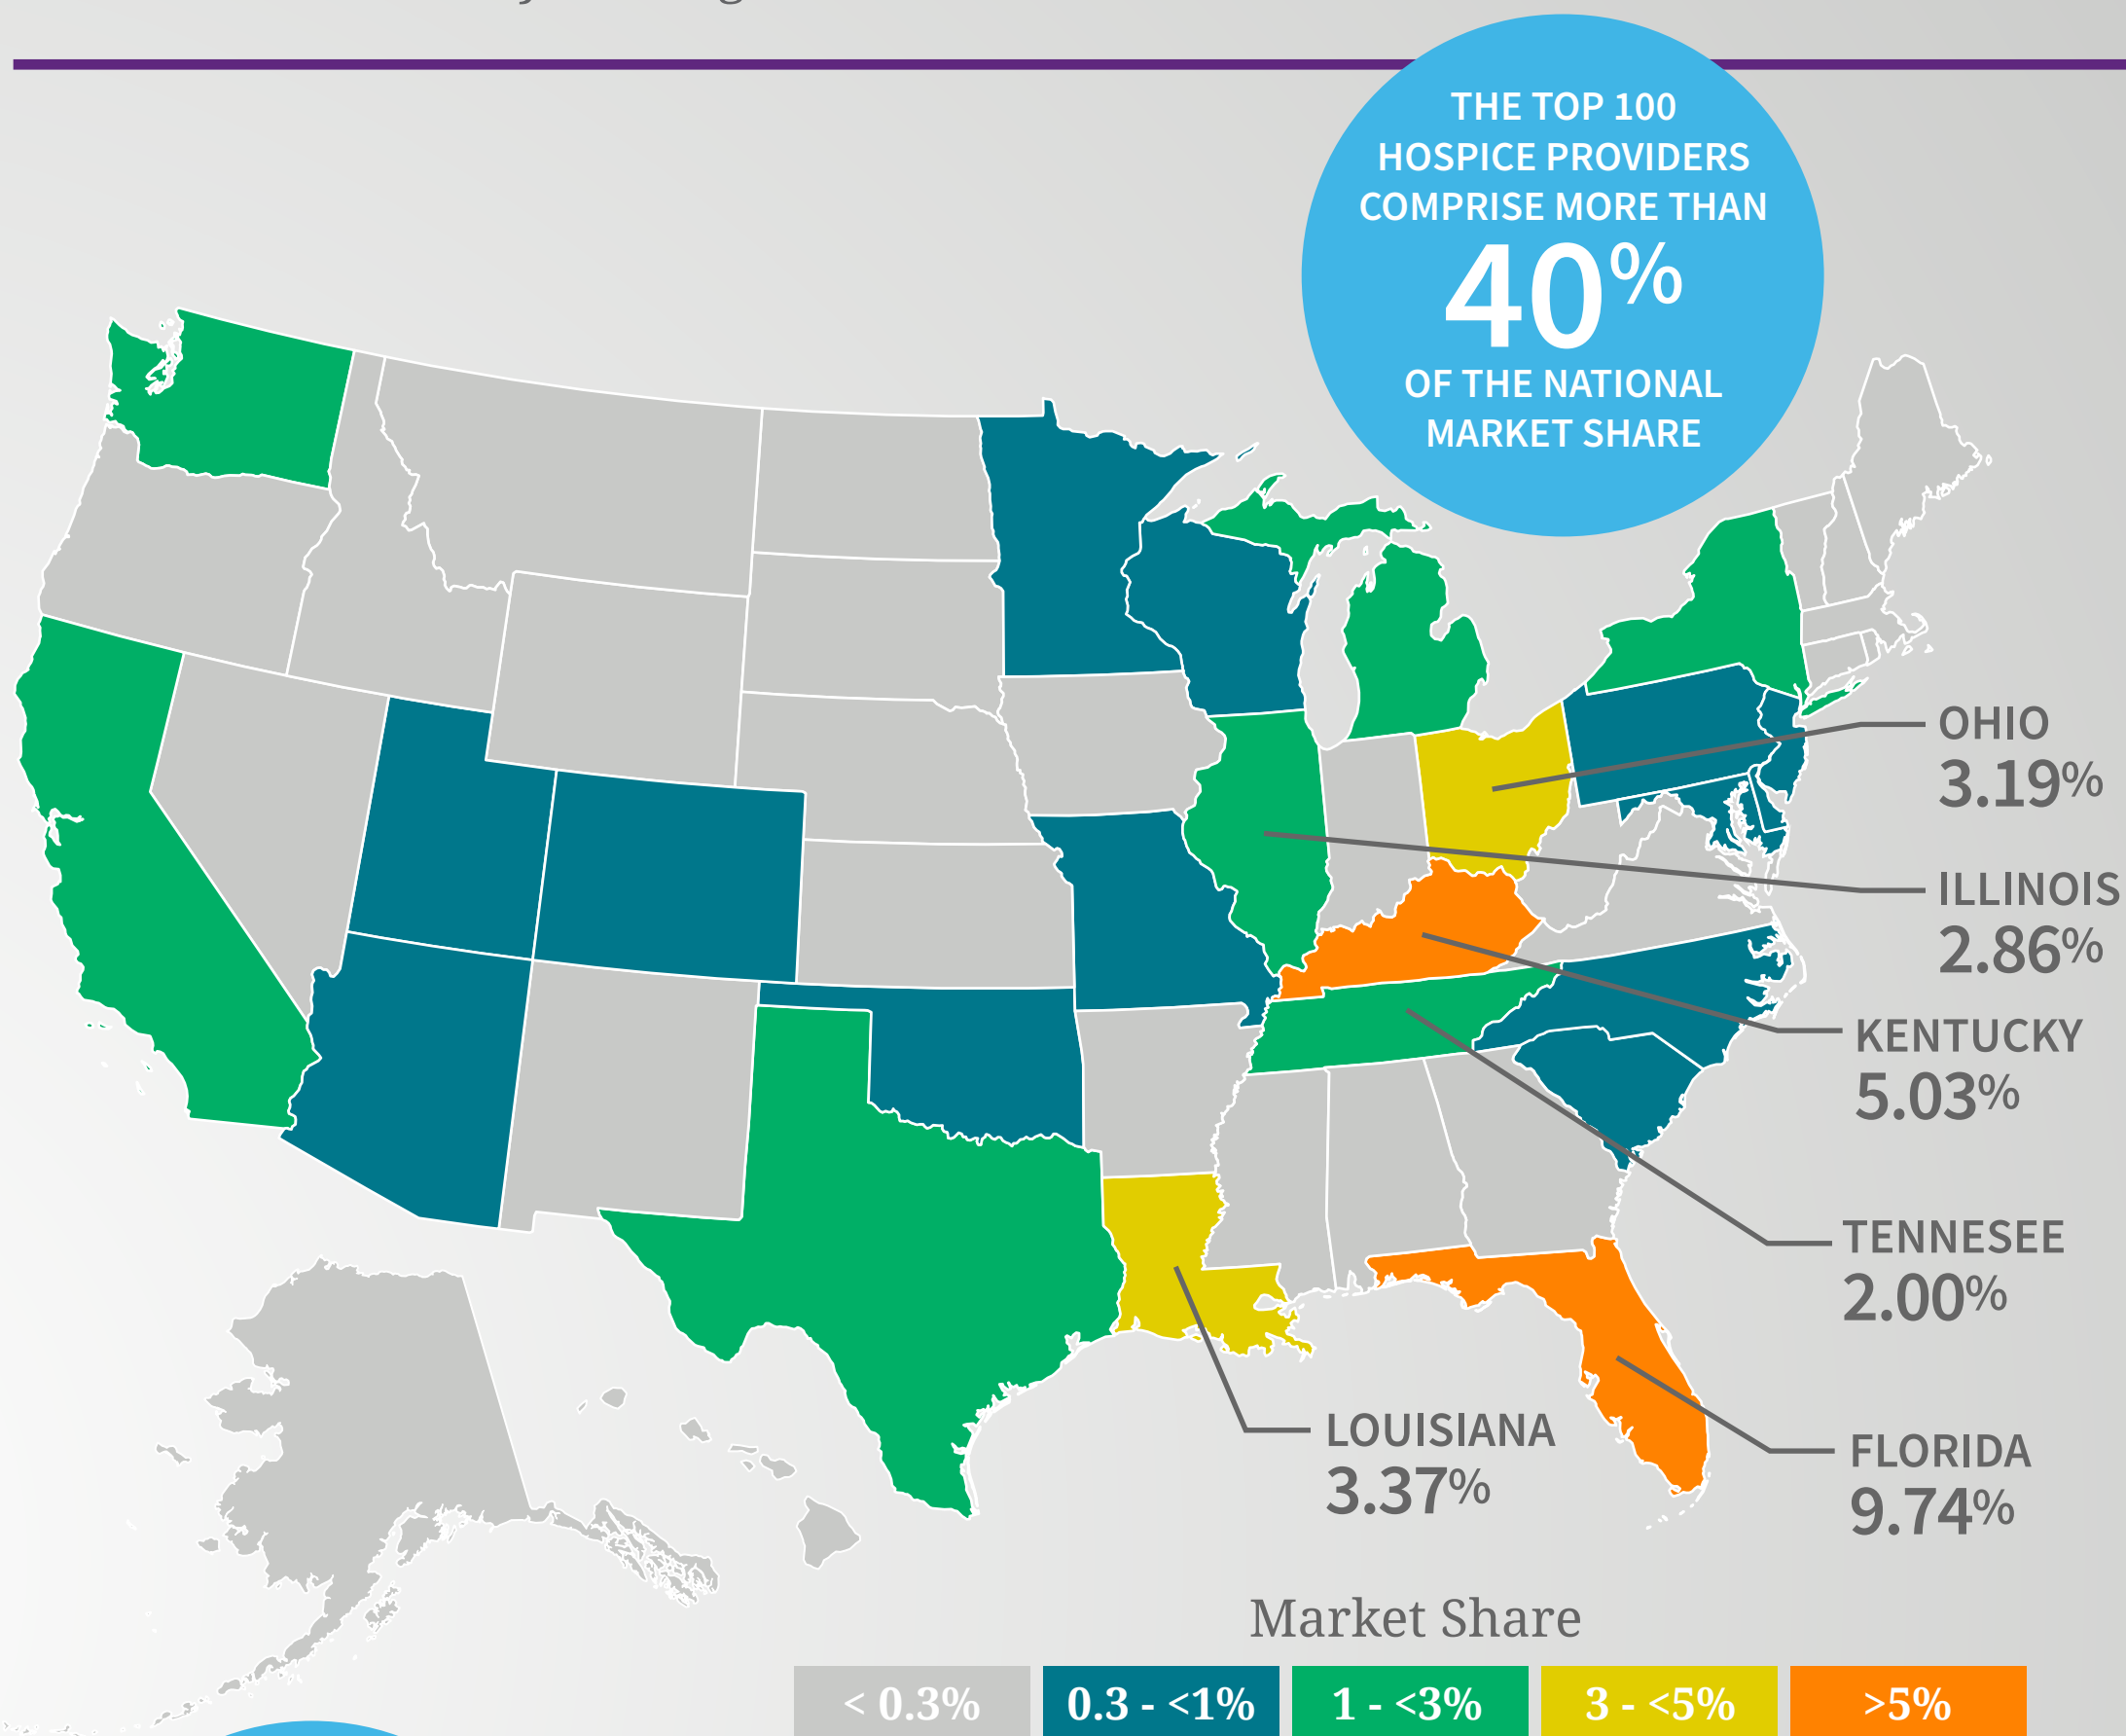 THE TOP 100
HOSPICE PROVIDERS
COMPRISE MORE THAN
40%
OF THE NATIONAL
MARKET SHARE
OHIO
3.19%
ILLINOIS
2.86%
KENTUCKY
5.03%
TENNESEE
2.00%
LOUISIANA
3.37%
FLORIDA
9.74%
Market Share
< 0.3%
0.3 - <1%
1 - <3%
3 - <5%
>5%